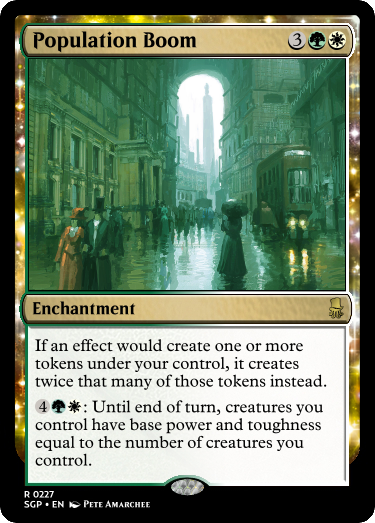 Population Boom 3
Enchantment
If an effect would create one or more
tokens under your control, it creates
twice that many of those tokens instead.
4: Until end of turn, creatures you
control have base power and toughness
equal to the number of creatures you
control.
R 0227
SGP • EN Pete Amarchee